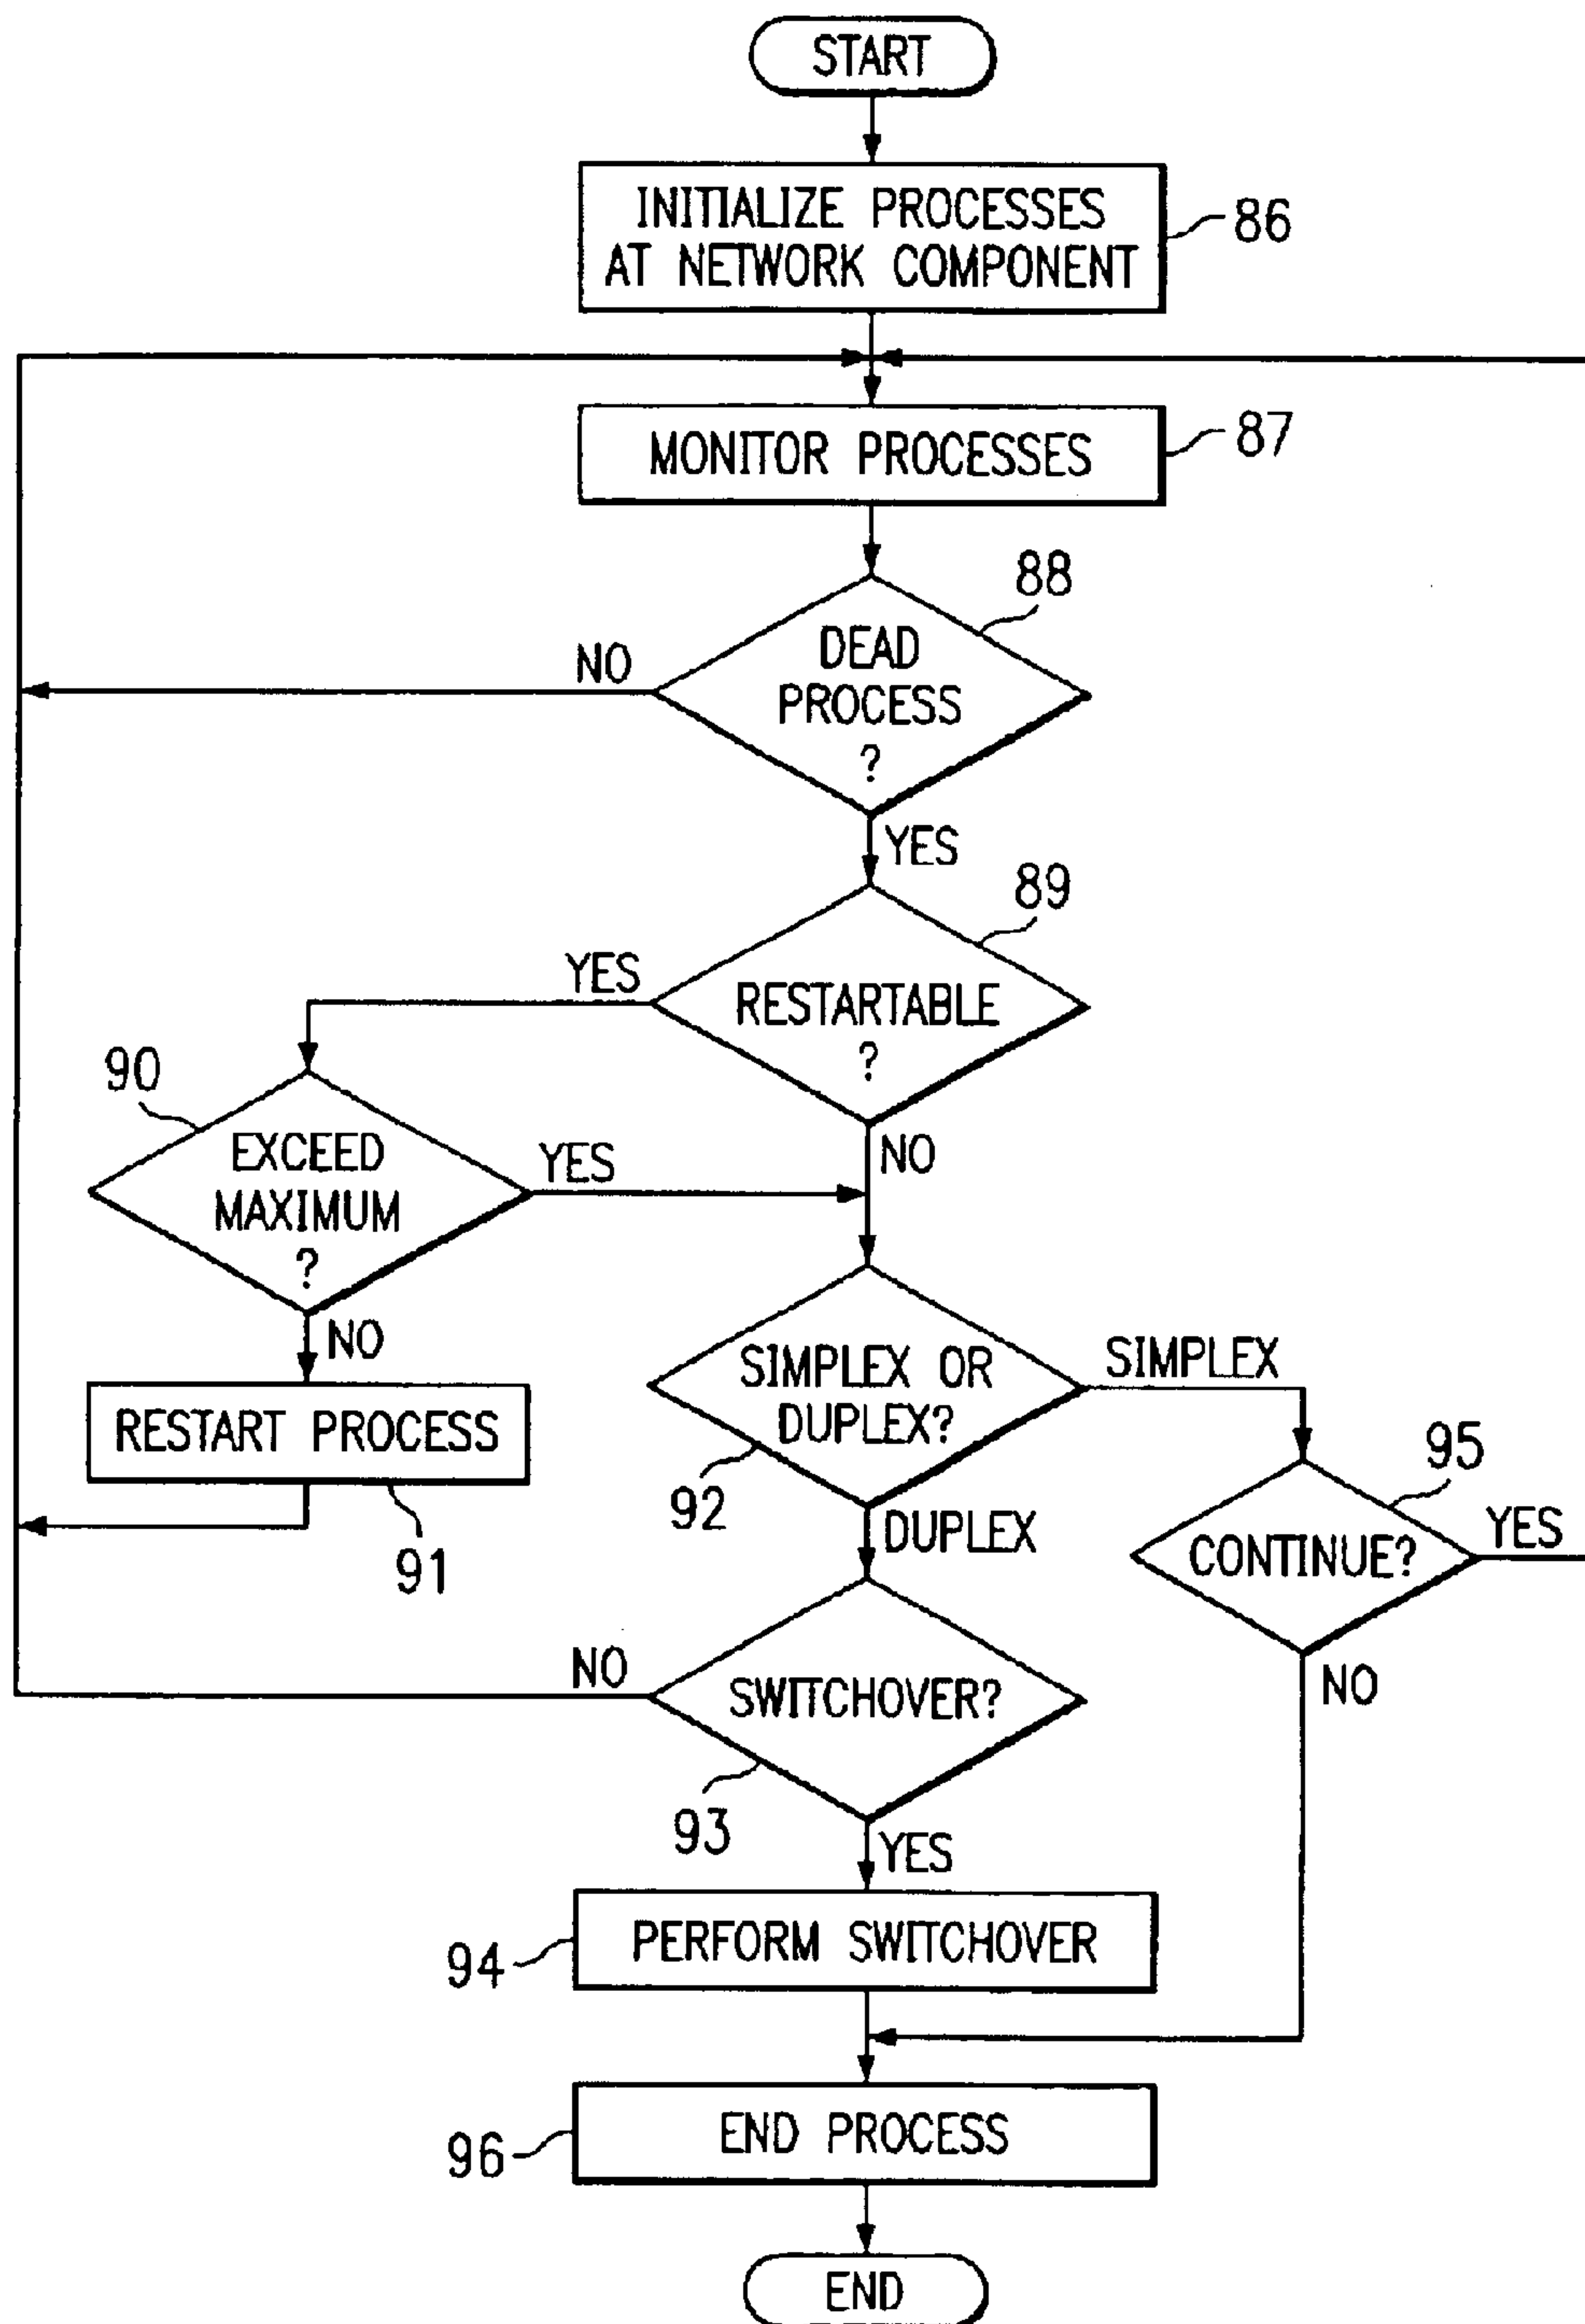 START
INITIALIZE PROCESSES
AT NETWORK COMPONENT
86
MONITOR PROCESSES
87
88
DEAD
PROCESS
?
NO
YES
89
RESTARTABLE
?
YES
NO
90
EXCEED
MAXIMUM
?
YES
NO
RESTART PROCESS
91
SIMPLEX OR
DUPLEX?
92
SIMPLEX
DUPLEX
95
CONTINUE?
YES
NO
SWITCHOVER?
93
NO
YES
PERFORM SWITCHOVER
94
END PROCESS
96
END